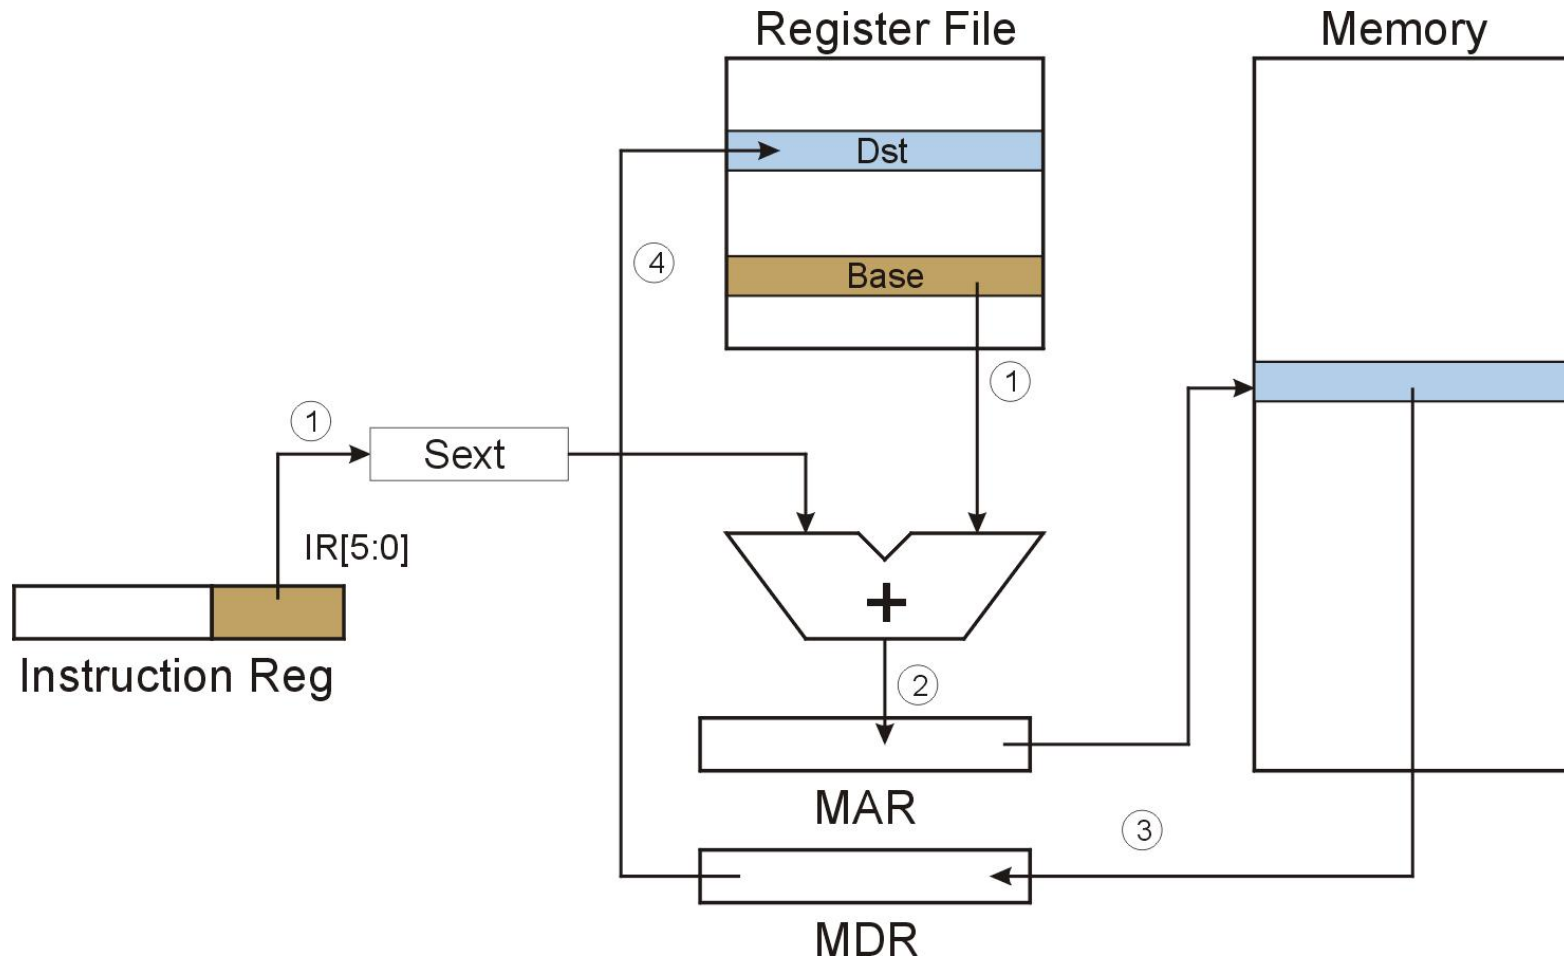 Register File
Memory
Dst
4
Base
1
1
Sext
IR[5:0]
+
Instruction Reg
2
MAR
3
MDR